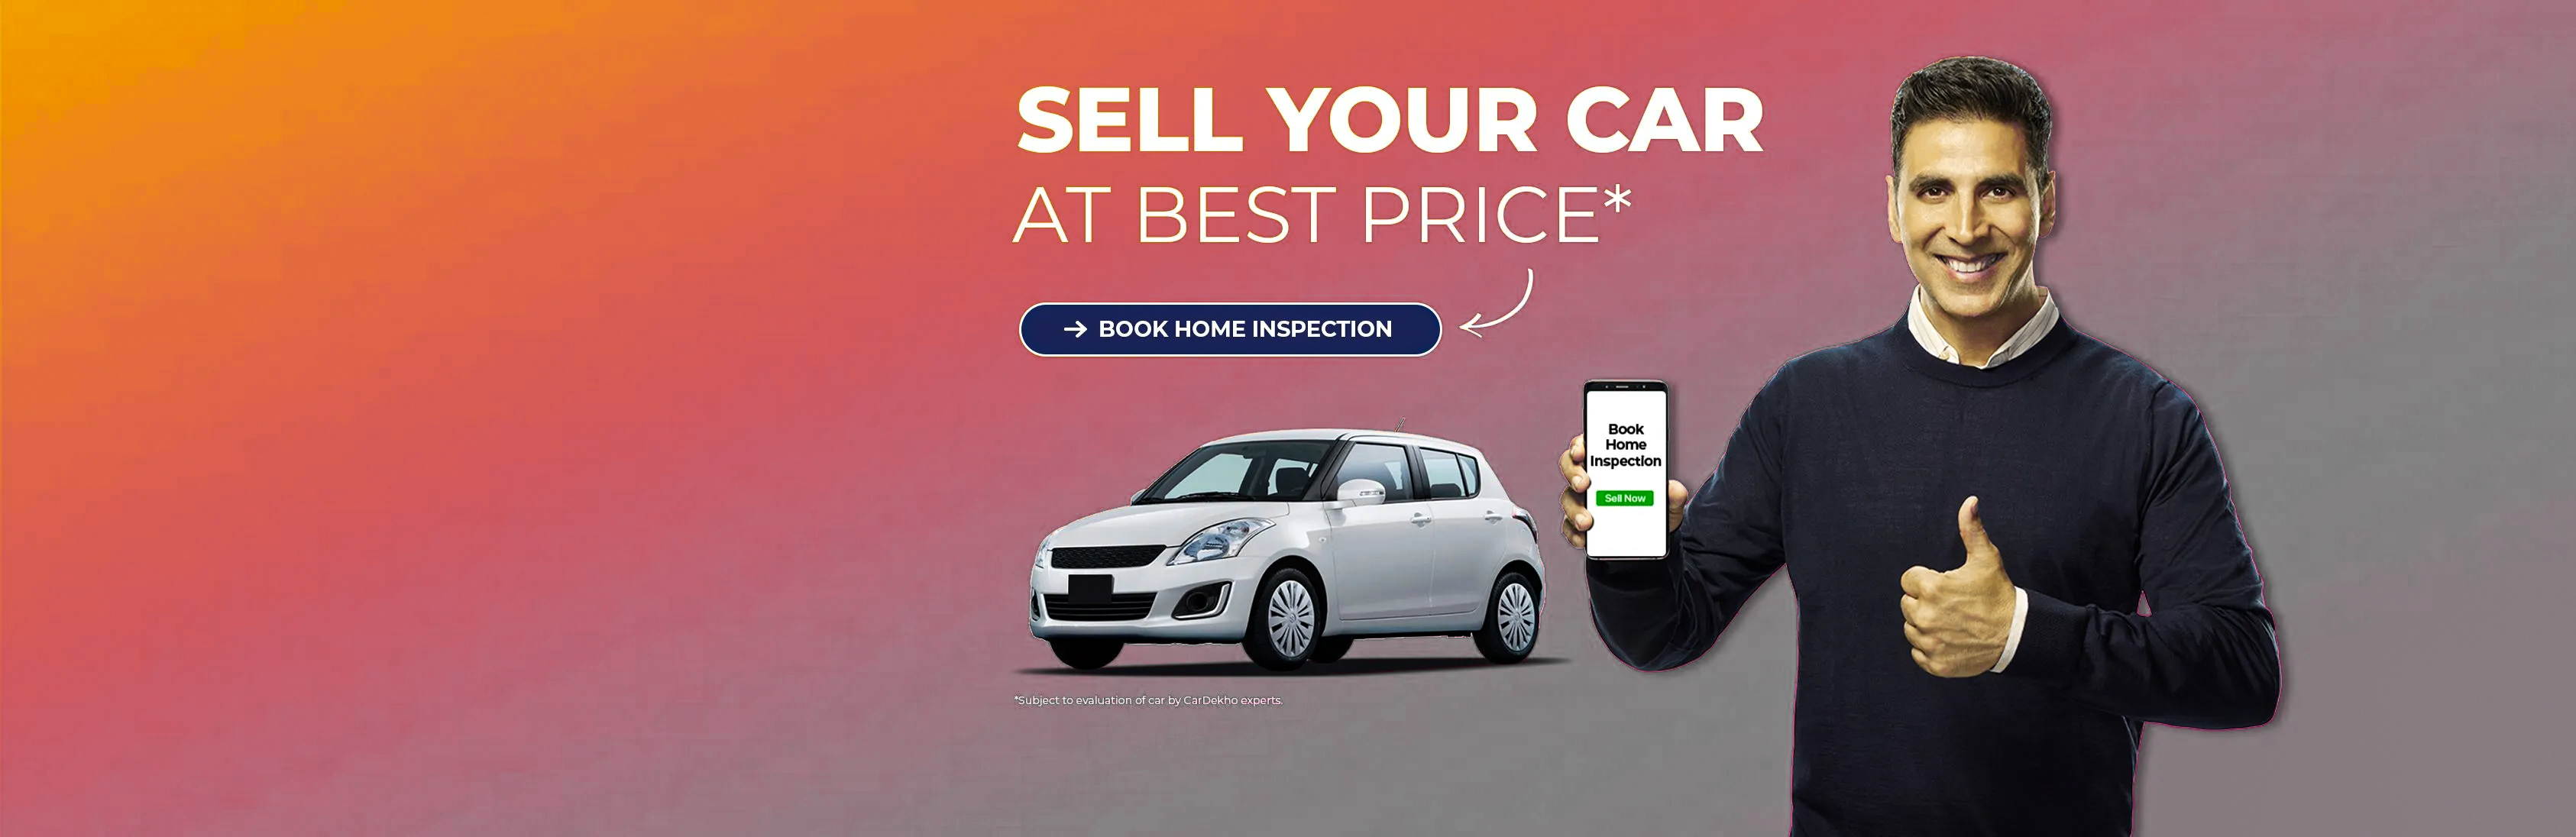 SELL YOUR CAR
AT BEST PRICE*
→ BOOK HOME INSPECTION
Book
Home
Inspection
Sell Now
*Subject to evaluation of car by CarDekho experts.